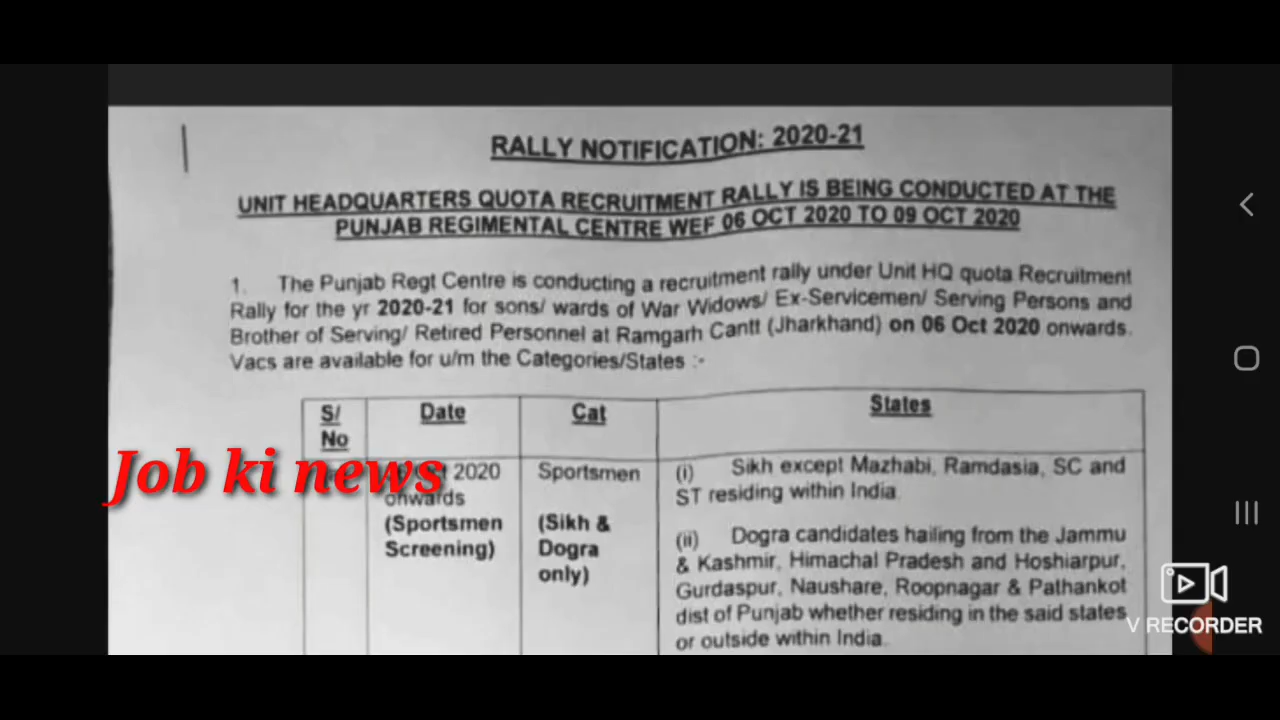 RALLY NOTIFICATION: 2020-21
UNIT HEADQUARTERS QUOTA RECRUITMENT RALLY IS BEING CONDUCTED AT THE
PUNJAB REGIMENTAL CENTRE WEF 06 OCT 2020 TO 09 OCT 2020
1. The Punjab Regt Centre is conducting a recruitment rally under Unit HQ quota Recruitment
Rally for the yr 2020-21 for sons/ wards of War Widows/ Ex-Servicemen/ Serving Persons and
Brother of Serving/ Retired Personnel at Ramgarh Cantt (Jharkhand) on 06 Oct 2020 onwards.
Vacs are available for u/m the Categories/States :-
S/
No
Date
Cat
States
2020
onwards
(Sportsmen
Screening)
Sportsmen
(Sikh &
Dogra
only)
(i) Sikh except Mazhabi, Ramdasia, SC and
ST residing within India.
(ii) Dogra candidates hailing from the Jammu
& Kashmir, Himachal Pradesh and Hoshiarpur,
Gurdaspur, Naushare, Roopnagar & Pathankot
dist of Punjab whether residing in the said states
or outside within India.
Job ki news
V RECORDER